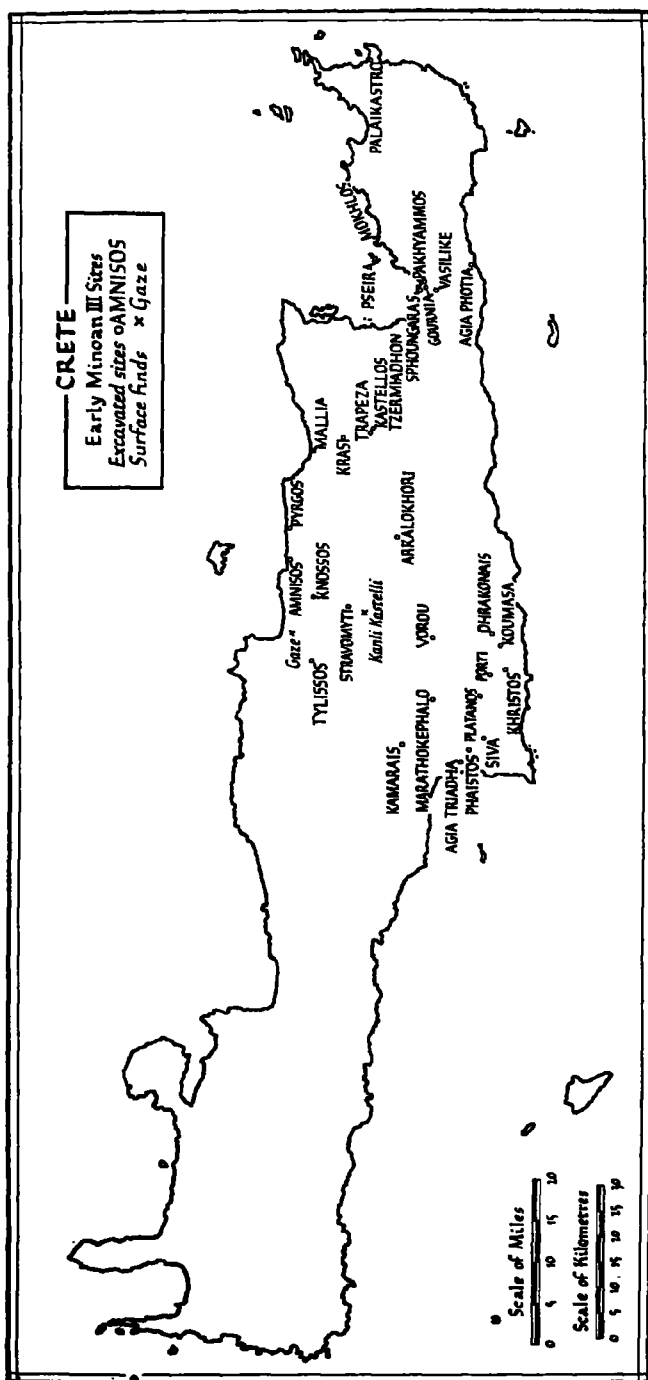 CRETE
Early Minoan III Sites
Excavated sites o AMNISOS
Surface finds x Gaze
PALAIKASTRO
MOKHLOS
PSEIRA
PAKHYAMMOS
VASILIKE
SPHOUNGARAS
GOURNIA
AGIA PHOTIA
MALLIA
KRASI
TRAPEZA
KASTELLOS
TZERMIADHON
PYRGOS
AMNISOS
KNOSSOS
ARKALOKHORI
Gaze
TYLISSOS
STRAVOMYTI
Kanli Kastelli
VOROU
DHRAKONAIS
KOUMASA
PORTI
KAMARAIS
MARATHOKEPHALO
PLATANOS
KHRISTOS
AGIA TRIADHA
PHAISTOS
SIVA
Scale of Miles
0 5 10 15 20
Scale of Kilometres
0 5 10 15 20 25 30